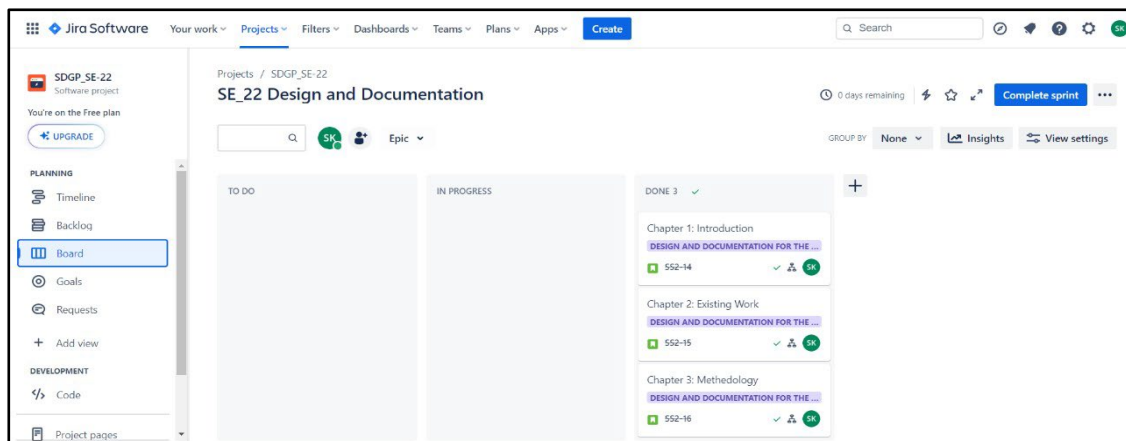 Jira Software Your work Projects Filters Dashboards Teams Plans Apps Create Search SK
SDGP_SE-22
Software project
You're on the Free plan
UPGRADE
PLANNING
Timeline
Backlog
Board
Goals
Requests
Add view
DEVELOPMENT
Code
Project pages
Projects / SDGP_SE-22
SE_22 Design and Documentation
0 days remaining Complete sprint
SK Epic GROUP BY None Insights View settings
TO DO IN PROGRESS DONE 3
Chapter 1: Introduction
DESIGN AND DOCUMENTATION FOR THE ...
SS2-14 SK
Chapter 2: Existing Work
DESIGN AND DOCUMENTATION FOR THE ...
SS2-15 SK
Chapter 3: Methedology
DESIGN AND DOCUMENTATION FOR THE ...
SS2-16 SK